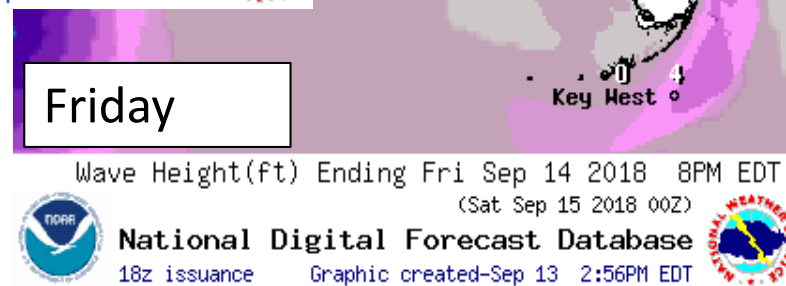 0 4
Key West
Friday
Wave Height(ft) Ending Fri Sep 14 2018 8PM EDT
(Sat Sep 15 2018 00Z)
NOAA
National Digital Forecast Database
18z issuance Graphic created-Sep 13 2:56PM EDT